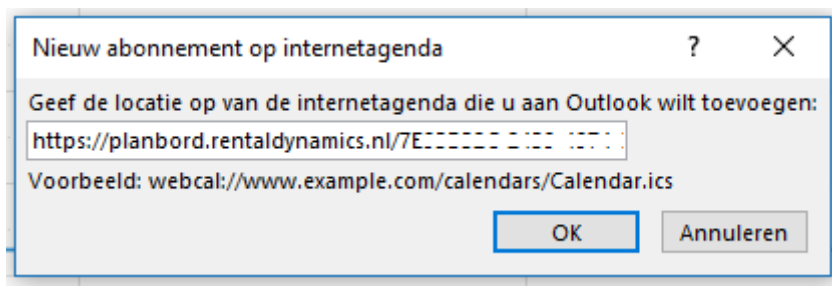 Nieuw abonnement op internetagenda ?
Geef de locatie op van de internetagenda die u aan Outlook wilt toevoegen:
https://planbord.rentaldynamics.nl/7E
Voorbeeld: webcal://www.example.com/calendars/Calendar.ics
OK Annuleren